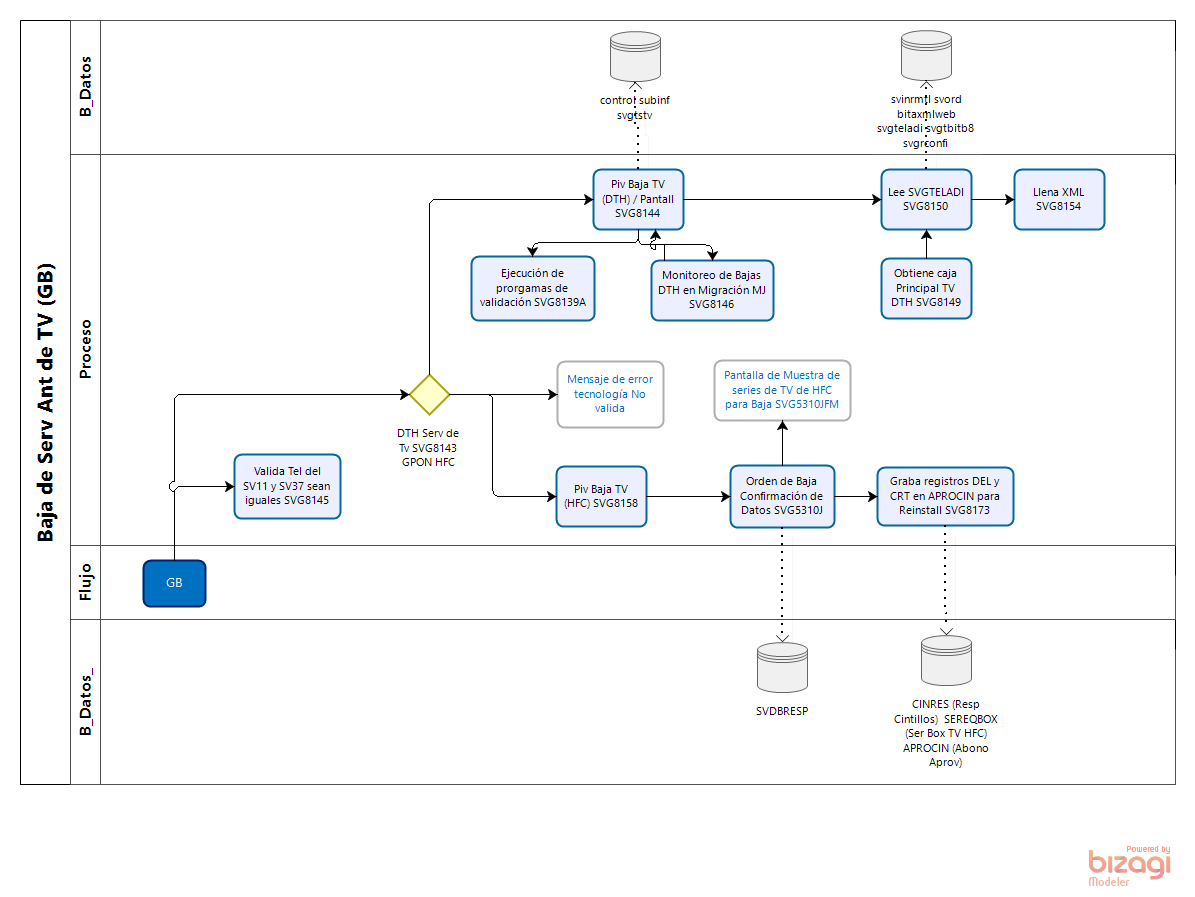 Baja de Serv Ant de TV (GB)
B_Datos
control subinf
svgtstv
svinrmtl svord
bitaxmlweb
svgteladi svgtbitb8
svgrconfi
Proceso
Piv Baja TV
(DTH) / Pantall
SVG8144
Lee SVGTELADI
SVG8150
Llena XML
SVG8154
Ejecución de
prorgamas de
validación SVG8139A
Monitoreo de Bajas
DTH en Migración MJ
SVG8146
Obtiene caja
Principal TV
DTH SVG8149
Mensaje de error
tecnología No
valida
Pantalla de Muestra de
series de TV de HFC
para Baja SVG5310JFM
DTH Serv de
Tv SVG8143
GPON HFC
Valida Tel del
SV11 y SV37 sean
iguales SVG8145
Piv Baja TV
(HFC) SVG8158
Orden de Baja
Confirmación de
Datos SVG5310J
Graba registros DEL y
CRT en APROCIN para
Reinstall SVG8173
Flujo
GB
B_Datos_
SVDBRESP
CINRES (Resp
Cintillos)  SEREQBOX
(Ser Box TV HFC)
APROCIN (Abono
Aprov)
Powered by
bizagi
Modeler